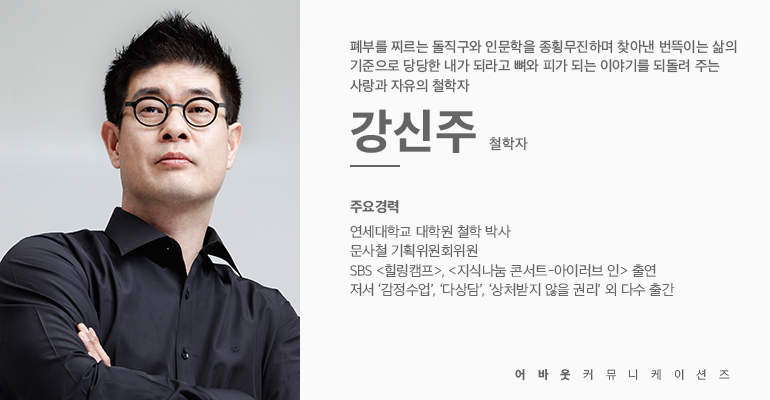 폐부를 찌르는 돌직구와 인문학을 종횡무진하며 찾아낸 번뜩이는 삶의
기준으로 당당한 내가 되라고 뼈와 피가 되는 이야기를 되돌려 주는
사랑과 자유의 철학자
강신주 철학자
주요경력
연세대학교 대학원 철학 박사
문사철 기획위원회위원
SBS <힐링캠프>, <지식나눔 콘서트-아이러브 인> 출연
저서 ‘감정수업’, ‘다상담’, ‘상처받지 않을 권리’ 외 다수 출간
어바웃커뮤니케이션즈